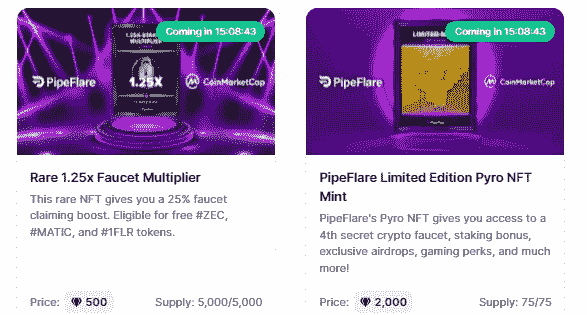 Coming in 15:08:43
1.25X STAKING
MULTIPLIER
PipeFlare
1.25X
CoinMarketCap
Rare 1.25x Faucet Multiplier
This rare NFT gives you a 25% faucet
claiming boost. Eligible for free #ZEC,
#MATIC, and #1FLR tokens.
Price: 500
Supply: 5,000/5,000
Coming in 15:08:43
PipeFlare
CoinMarketCap
PipeFlare Limited Edition Pyro NFT
Mint
PipeFlare's Pyro NFT gives you access to a
4th secret crypto faucet, staking bonus,
exclusive airdrops, gaming perks, and much
more!
Price: 2,000
Supply: 75/75